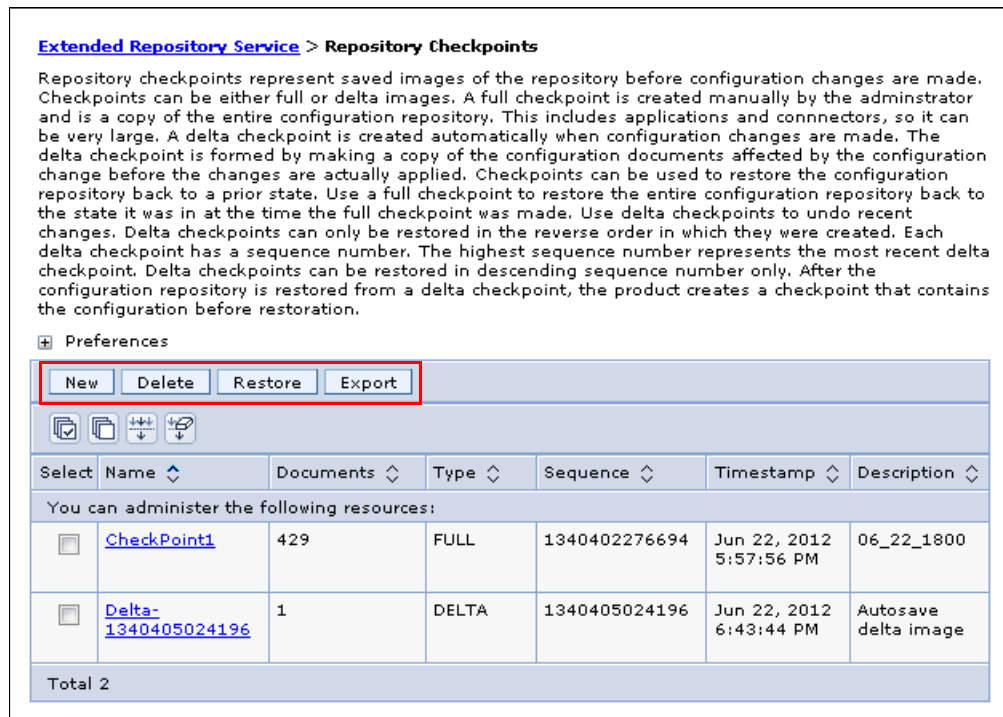 Extended Repository Service > Repository Checkpoints
Repository checkpoints represent saved images of the repository before configuration changes are made.
Checkpoints can be either full or delta images. A full checkpoint is created manually by the adminstrator
and is a copy of the entire configuration repository. This includes applications and connnectors, so it can
be very large. A delta checkpoint is created automatically when configuration changes are made. The
delta checkpoint is formed by making a copy of the configuration documents affected by the configuration
change before the changes are actually applied. Checkpoints can be used to restore the configuration
repository back to a prior state. Use a full checkpoint to restore the entire configuration repository back to
the state it was in at the time the full checkpoint was made. Use delta checkpoints to undo recent
changes. Delta checkpoints can only be restored in the reverse order in which they were created. Each
delta checkpoint has a sequence number. The highest sequence number represents the most recent delta
checkpoint. Delta checkpoints can be restored in descending sequence number only. After the
configuration repository is restored from a delta checkpoint, the product creates a checkpoint that contains
the configuration before restoration.
Preferences
New Delete Restore Export
Select Name Documents Type Sequence Timestamp Description
You can administer the following resources:
CheckPoint1 429 FULL 1340402276694 Jun 22, 2012 06_22_1800
5:57:56 PM
Delta- 1 DELTA 1340405024196 Jun 22, 2012 Autosave
1340405024196 6:43:44 PM delta image
Total 2